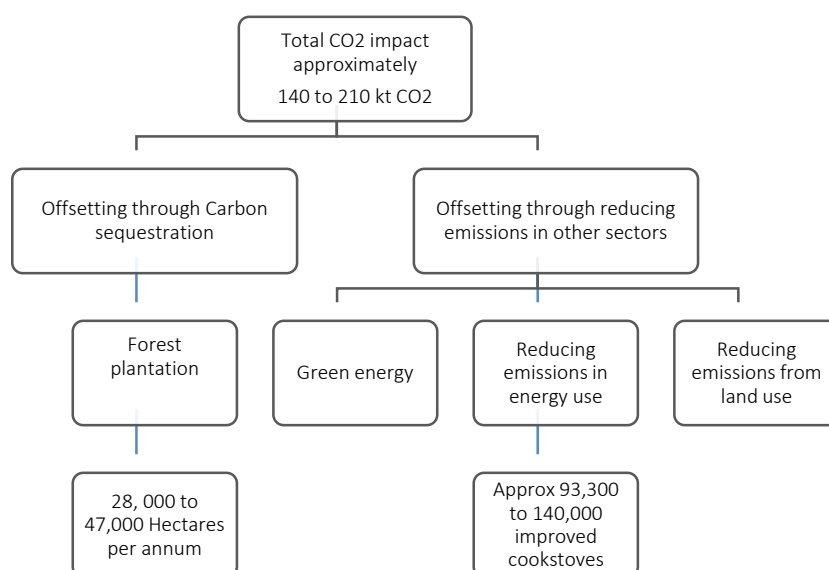 Total CO2 impact
approximately
140 to 210 kt CO2
Offsetting through Carbon
sequestration
Offsetting through reducing
emissions in other sectors
Forest
plantation
Green energy
Reducing
emissions in
energy use
Reducing
emissions from
land use
28, 000 to
47,000 Hectares
per annum
Approx 93,300
to 140,000
improved
cookstoves